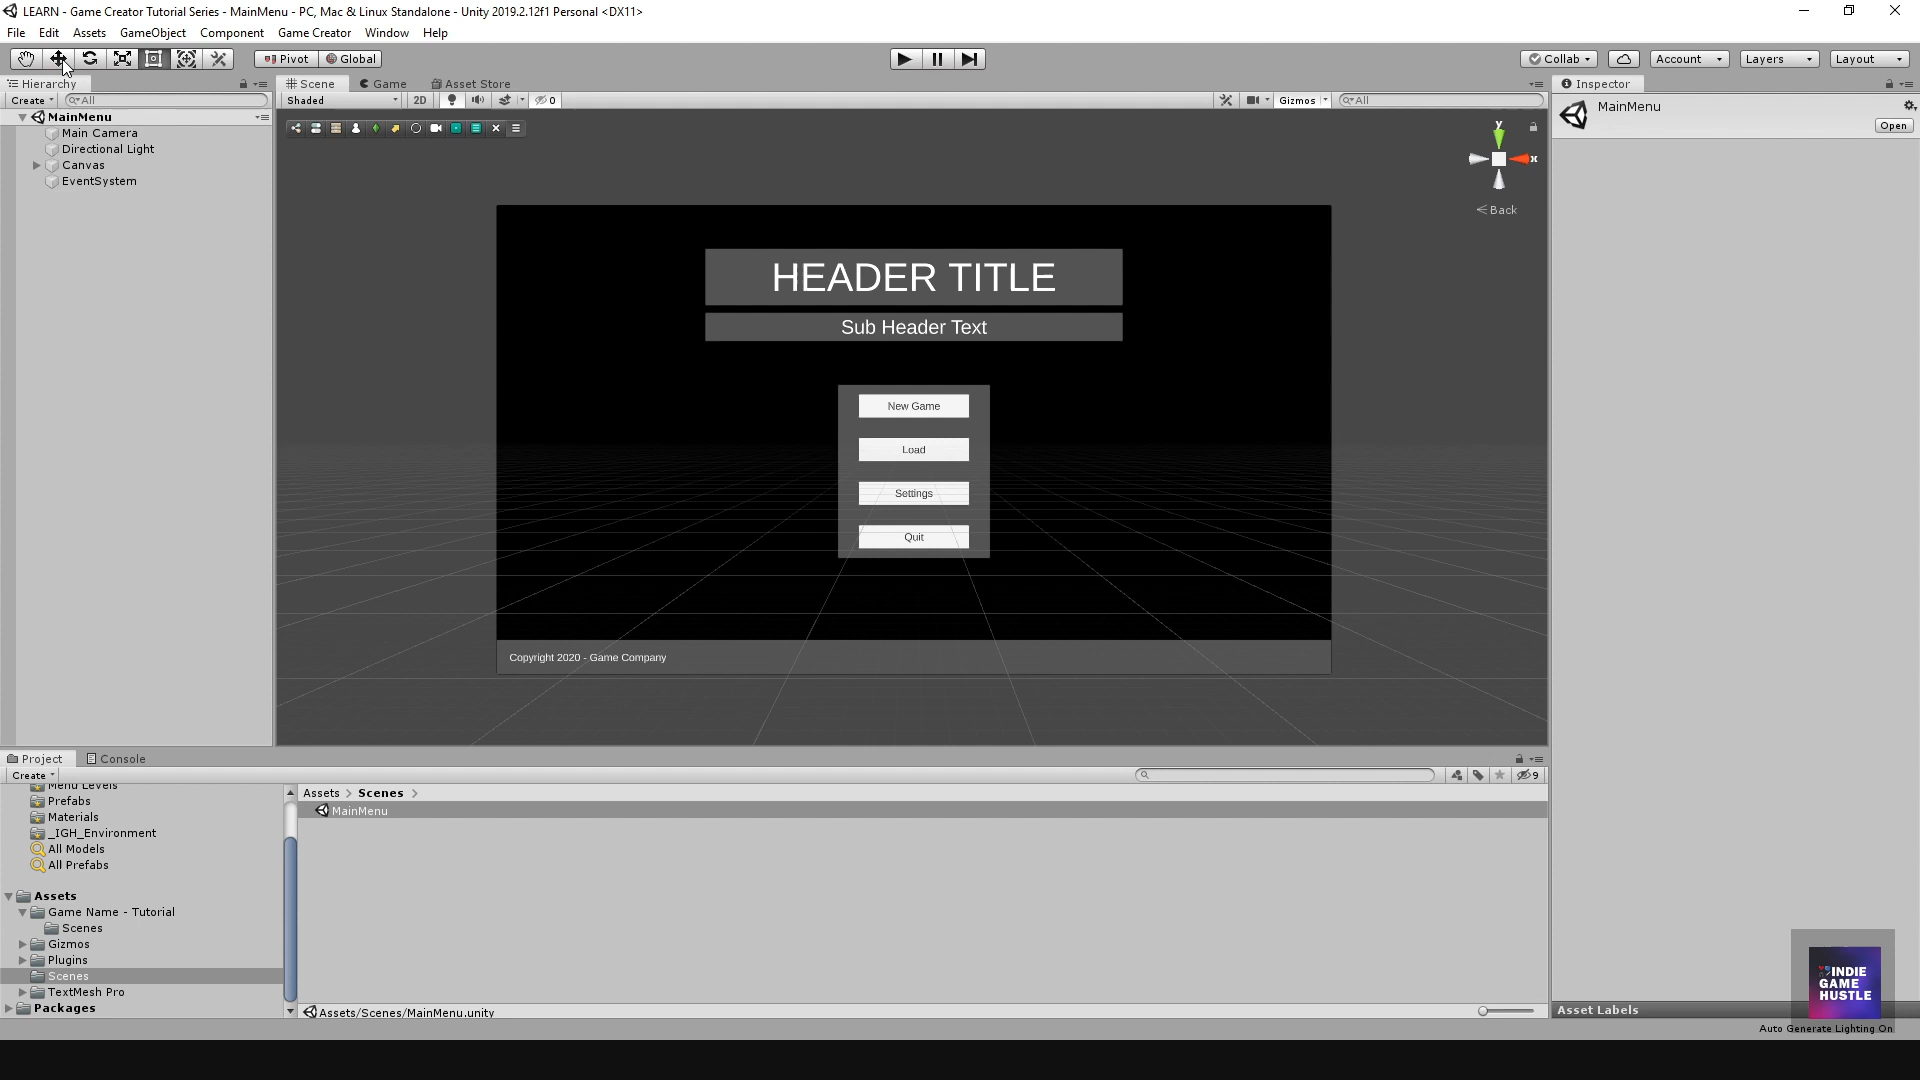 LEARN - Game Creator Tutorial Series - MainMenu - PC, Mac & Linux Standalone - Unity 2019.2.12f1 Personal <DX11>
File Edit Assets GameObject Component Game Creator Window Help
Pivot Global Collab Account Layers Layout
Hierarchy
Scene Game Asset Store
Inspector
Create All
Shaded 2D 0 Gizmos All
MainMenu
Open
MainMenu
Main Camera
Directional Light
Canvas
EventSystem
y
x
Back
HEADER TITLE
Sub Header Text
New Game
Load
Settings
Quit
Copyright 2020 - Game Company
Project Console
Create
9
Menu Levels
Prefabs
Materials
_IGH_Environment
All Models
All Prefabs
Assets
Game Name - Tutorial
Scenes
Gizmos
Plugins
Scenes
TextMesh Pro
Packages
Assets > Scenes >
MainMenu
Assets/Scenes/MainMenu.unity
Asset Labels
INDIE
GAME
HUSTLE
Auto Generate Lighting On